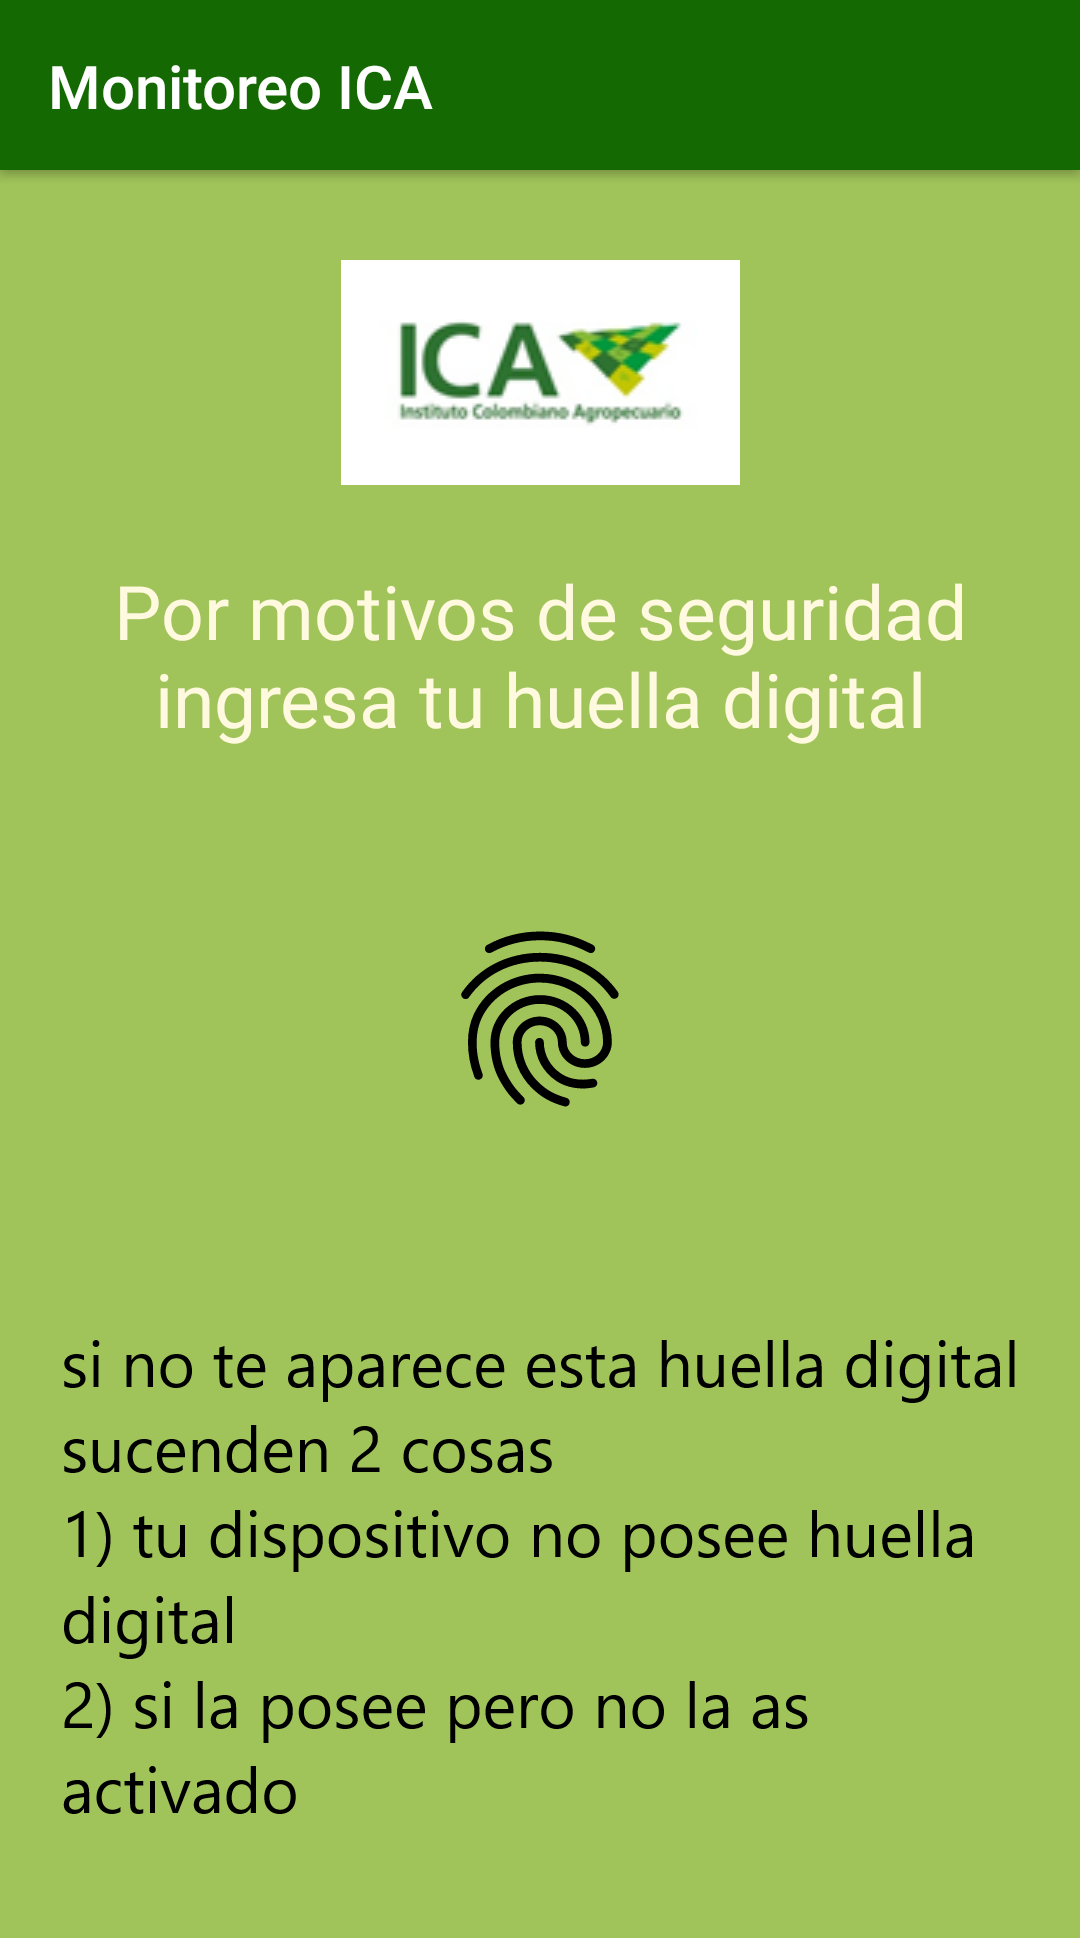 Monitoreo ICA
ICA
Instituto Colombiano Agropecuario
Por motivos de seguridad
ingresa tu huella digital
si no te aparece esta huella digital
sucenden 2 cosas
1) tu dispositivo no posee huella
digital
2) si la posee pero no la as
activado